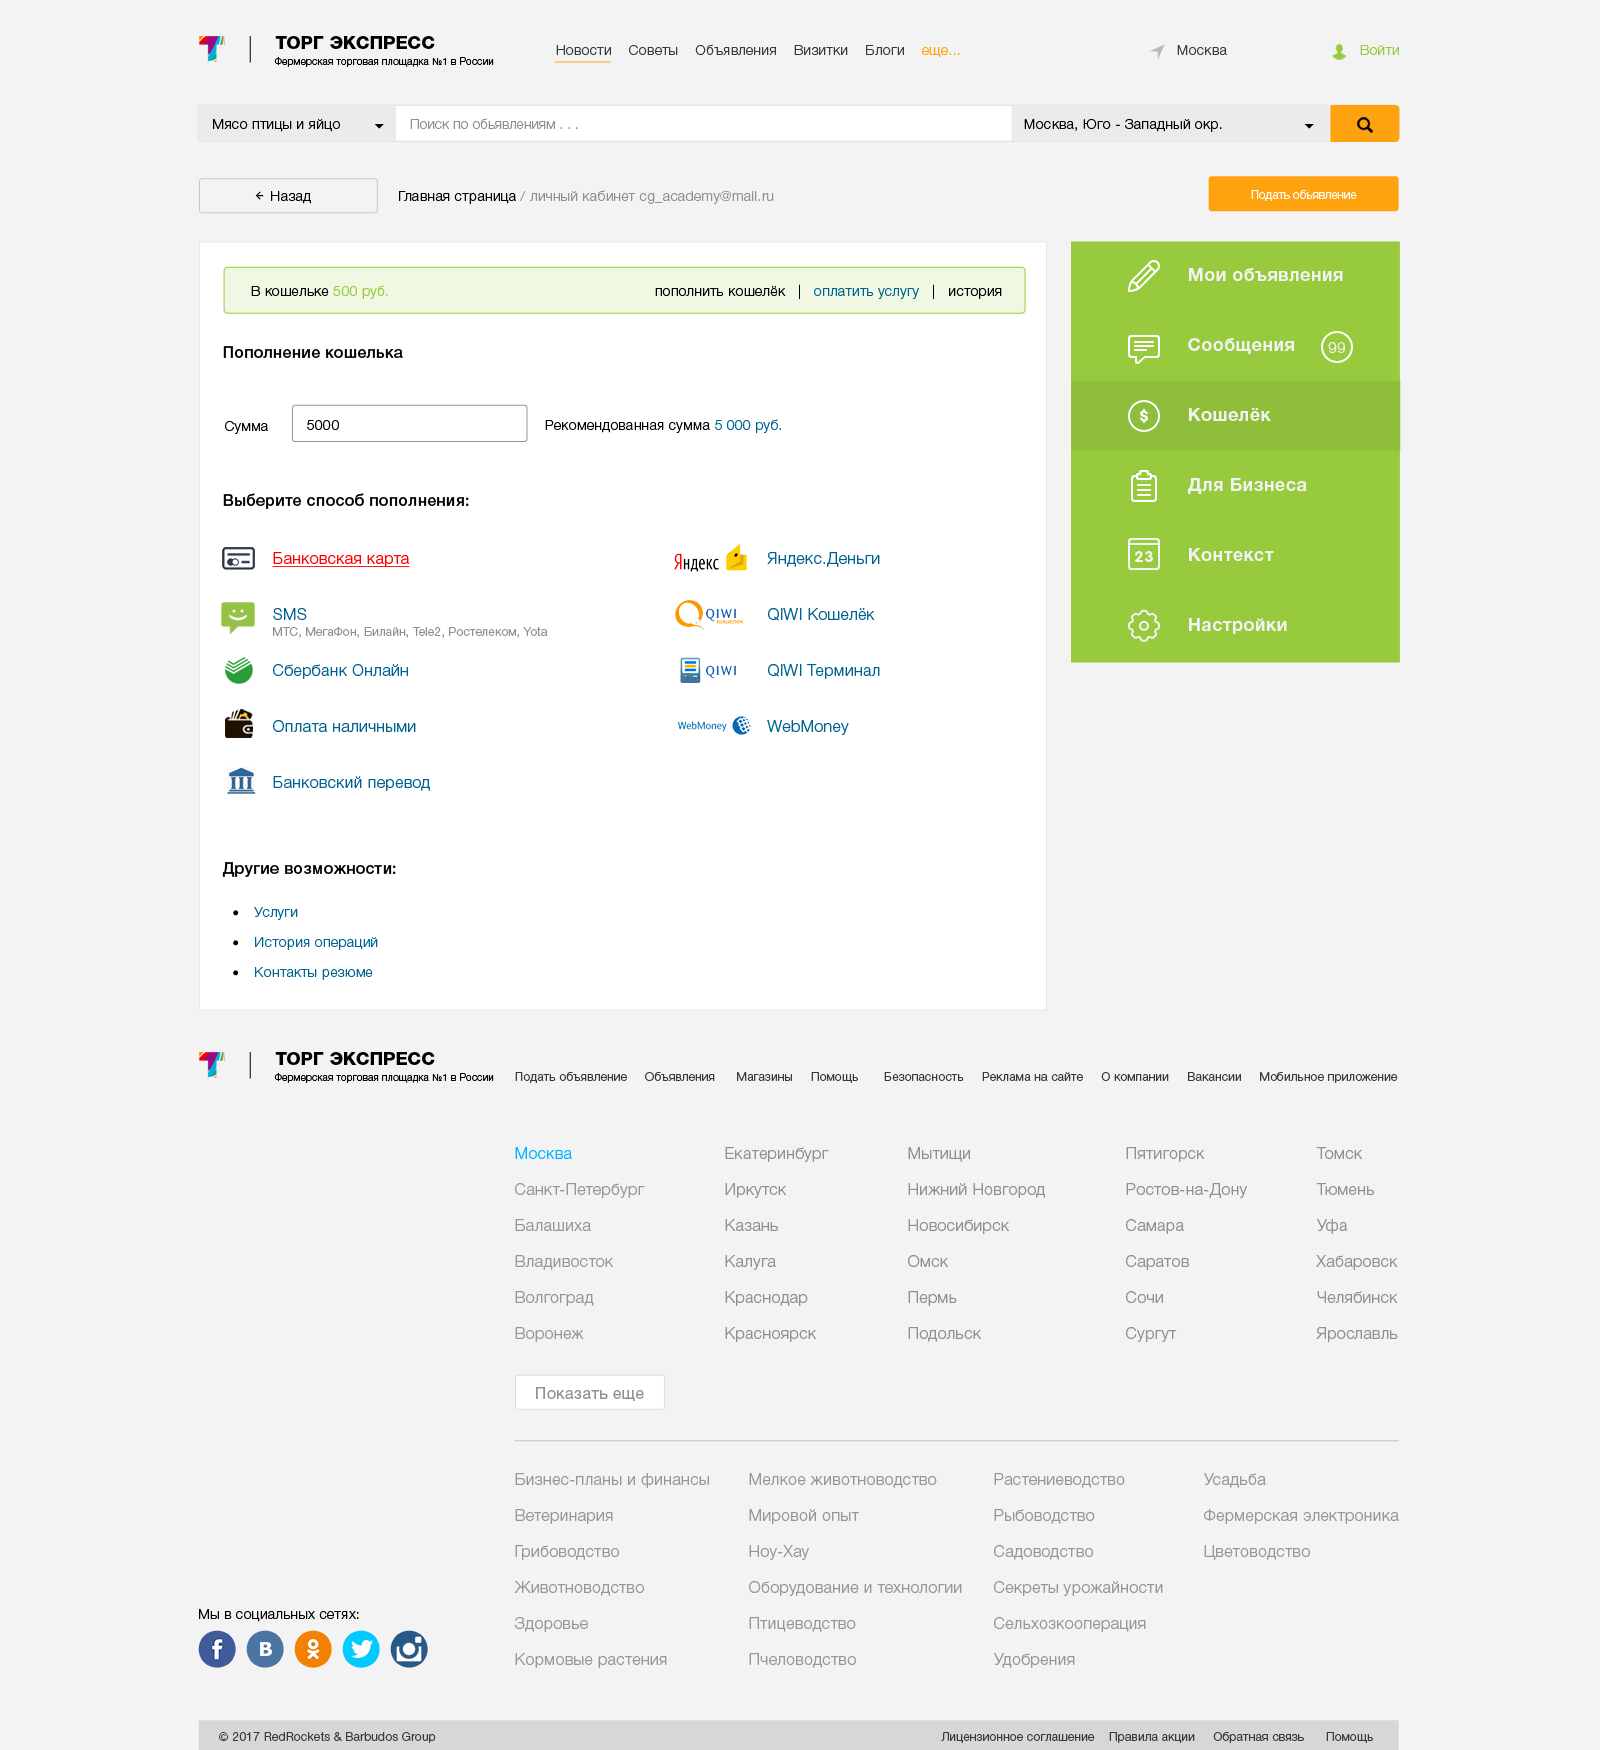 ТОРГ ЭКСПРЕСС
Фермерская торговая площадка №1 в России
Новости Советы Объявления Визитки Блоги еще...
Москва
Войти
Мясо птицы и яйцо
Поиск по объявлениям . . .
Москва, Юго - Западный окр.
Назад
Главная страница / личный кабинет cg_academy@mail.ru
Подать объявление
В кошельке 500 руб.
пополнить кошелёк | оплатить услугу | история
Пополнение кошелька
Сумма 5000 Рекомендованная сумма 5 000 руб.
Выберите способ пополнения:
Банковская карта
SMS
МТС, МегаФон, Билайн, Tele2, Ростелеком, Yota
Сбербанк Онлайн
Оплата наличными
Банковский перевод
Яндекс Яндекс.Деньги
QIWI КОШЕЛЕК QIWI Кошелёк
QIWI QIWI Терминал
WebMoney WebMoney
Другие возможности:
• Услуги
• История операций
• Контакты резюме
Мои объявления
Сообщения 99
$ Кошелёк
Для Бизнеса
23 Контекст
Настройки
ТОРГ ЭКСПРЕСС
Фермерская торговая площадка №1 в России
Подать объявление Объявления Магазины Помощь Безопасность Реклама на сайте О компании Вакансии Мобильное приложение
Москва Екатеринбург Мытищи Пятигорск Томск
Санкт-Петербург Иркутск Нижний Новгород Ростов-на-Дону Тюмень
Балашиха Казань Новосибирск Самара Уфа
Владивосток Калуга Омск Саратов Хабаровск
Волгоград Краснодар Пермь Сочи Челябинск
Воронеж Красноярск Подольск Сургут Ярославль
Показать еще
Бизнес-планы и финансы Мелкое животноводство Растениеводство Усадьба
Ветеринария Мировой опыт Рыбоводство Фермерская электроника
Грибоводство Ноу-Хау Садоводство Цветоводство
Животноводство Оборудование и технологии Секреты урожайности
Здоровье Птицеводство Сельхозкооперация
Кормовые растения Пчеловодство Удобрения
Мы в социальных сетях:
© 2017 RedRockets & Barbudos Group
Лицензионное соглашение Правила акции Обратная связь Помощь